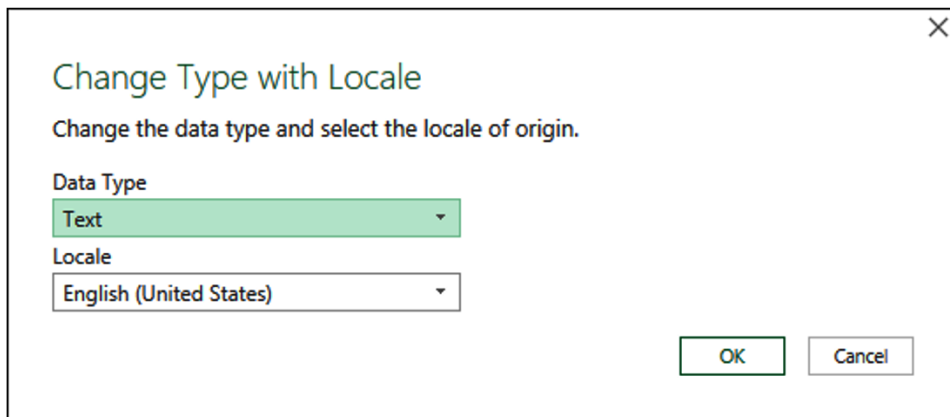 Change Type with Locale
Change the data type and select the locale of origin.
Data Type
Text
Locale
English (United States)
OK Cancel